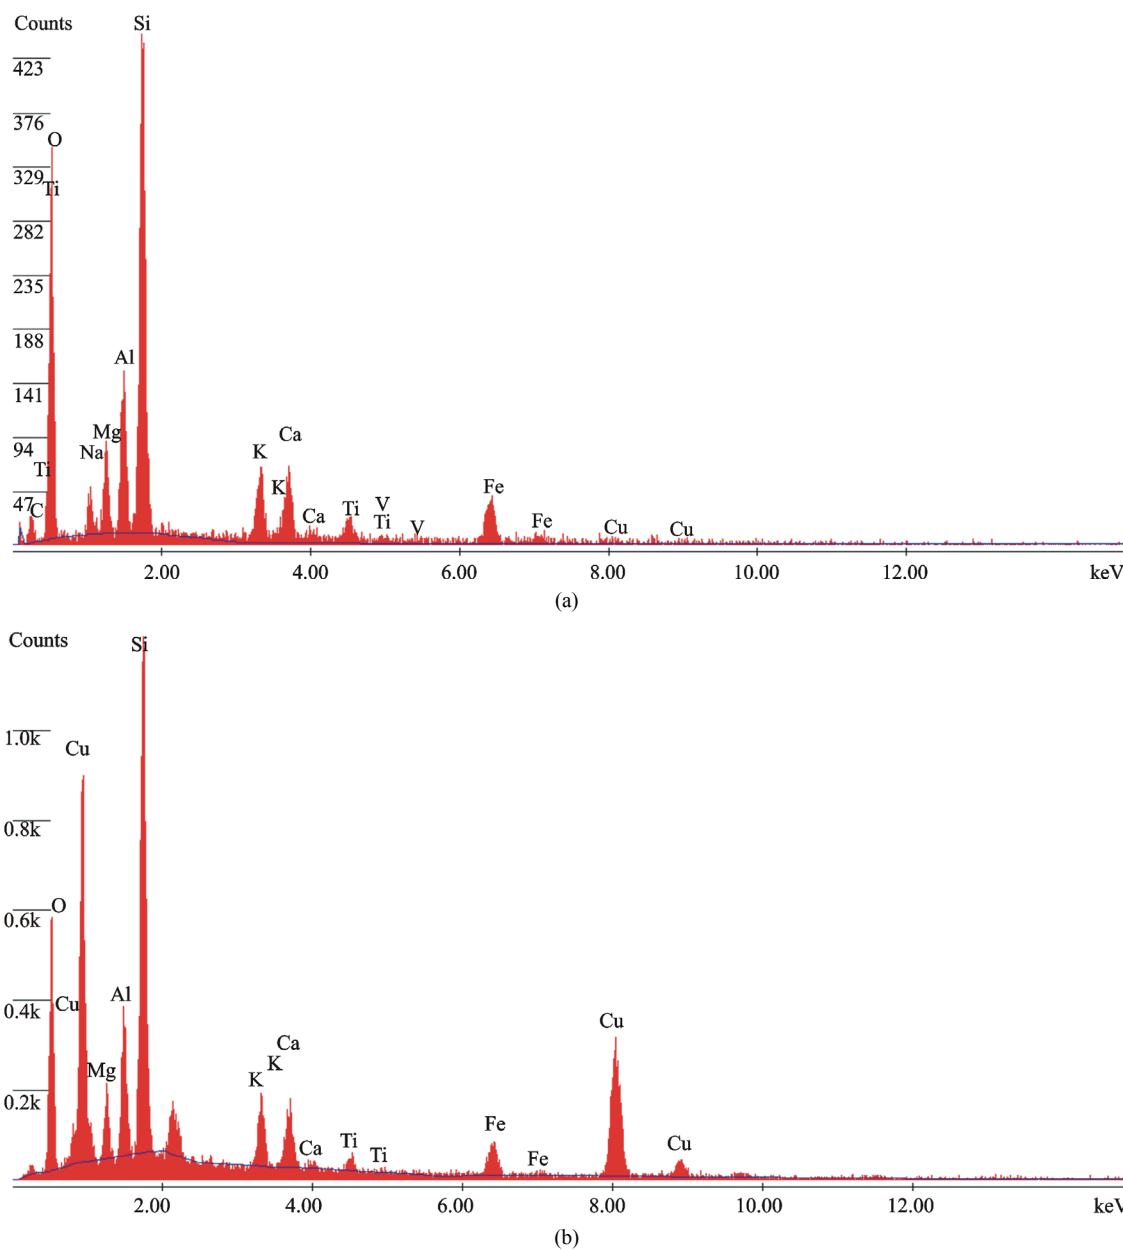 Counts
Si
423
376
O
329
Ti
282
235
188
Al
141
Mg
94
Na
Ca
K
Ti
K
Fe
47
C
Ca
Ti
V
Ti
V
Fe
Cu
Cu
2.00 4.00 6.00 8.00 10.00 12.00 keV
(a)
Counts
Si
1.0k
Cu
0.8k
O
0.6k
Al
Cu
0.4k
Cu
Ca
K
Mg
K
0.2k
Fe
Ti
Cu
Ca
Ti
Fe
2.00 4.00 6.00 8.00 10.00 12.00 keV
(b)